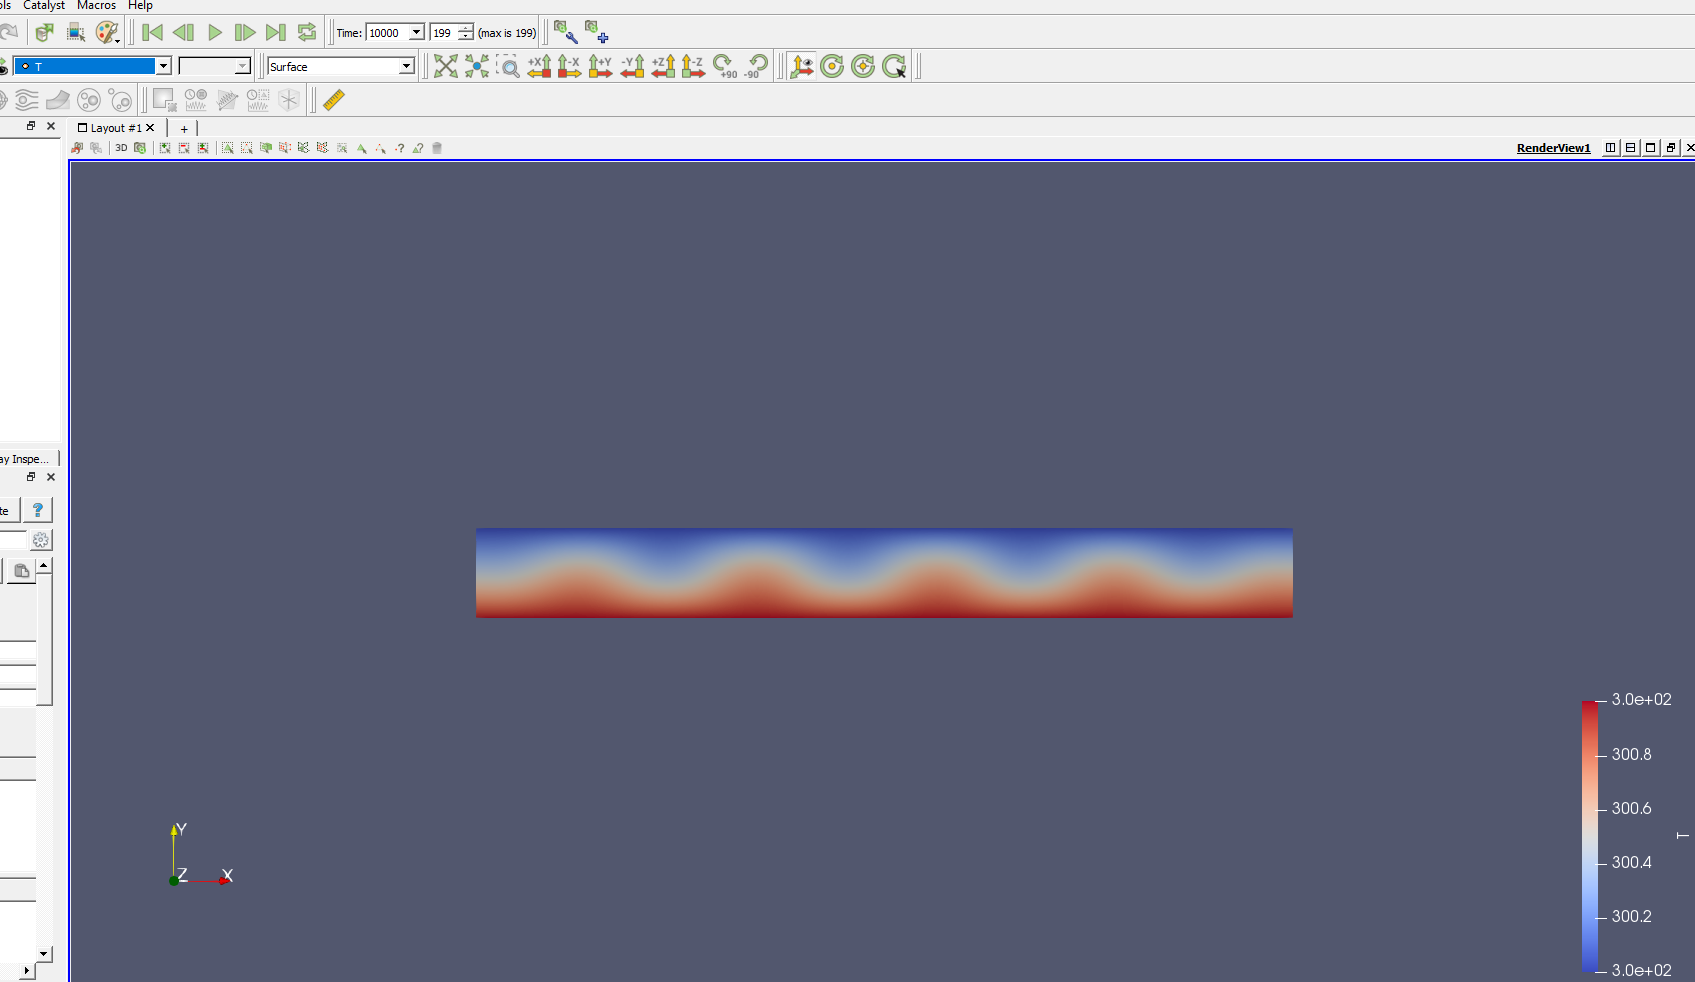 ols Catalyst Macros Help
Time: 10000 199 (max is 199)
T Surface +X -X +Y -Y +Z -Z +90 -90
Layout #1 +
3D ? ? RenderView1
ay Inspe...
te ?
3.0e+02
300.8
300.6
T
300.4
300.2
3.0e+02
Y
Z X